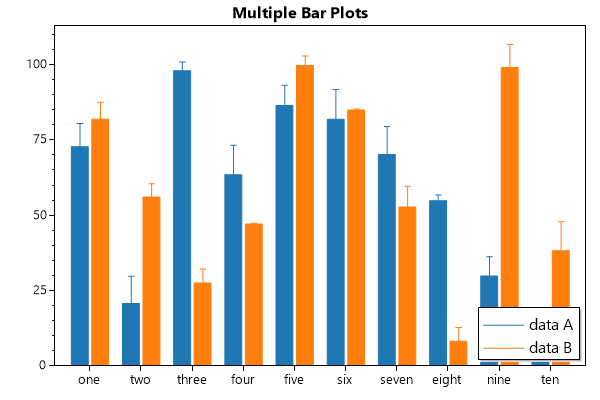 Multiple Bar Plots
100
75
50
25
0
one two three four five six seven eight nine ten
data A
data B